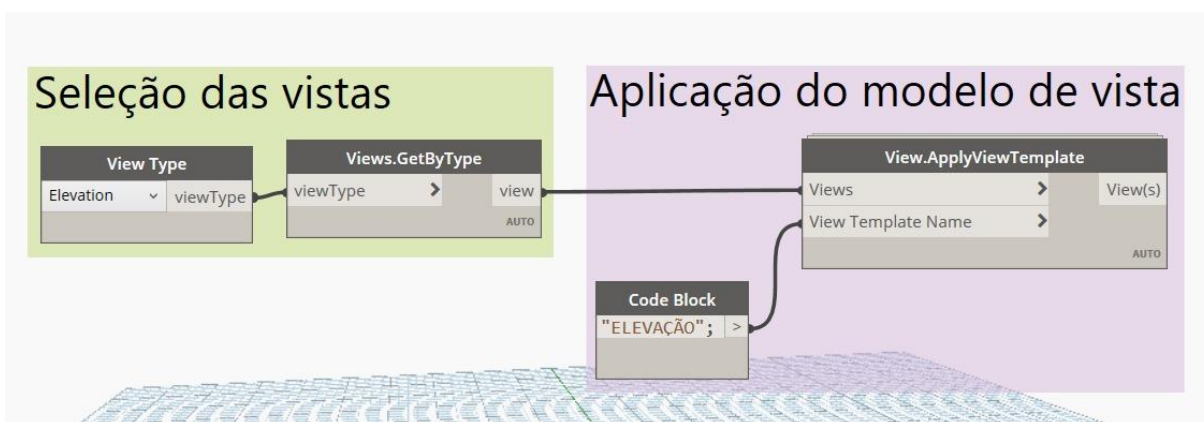 Seleção das vistas
View Type
Elevation
viewType
Views.GetByType
viewType
view
AUTO
Aplicação do modelo de vista
View.ApplyViewTemplate
Views
View(s)
View Template Name
AUTO
Code Block
"ELEVAÇÃO"; >